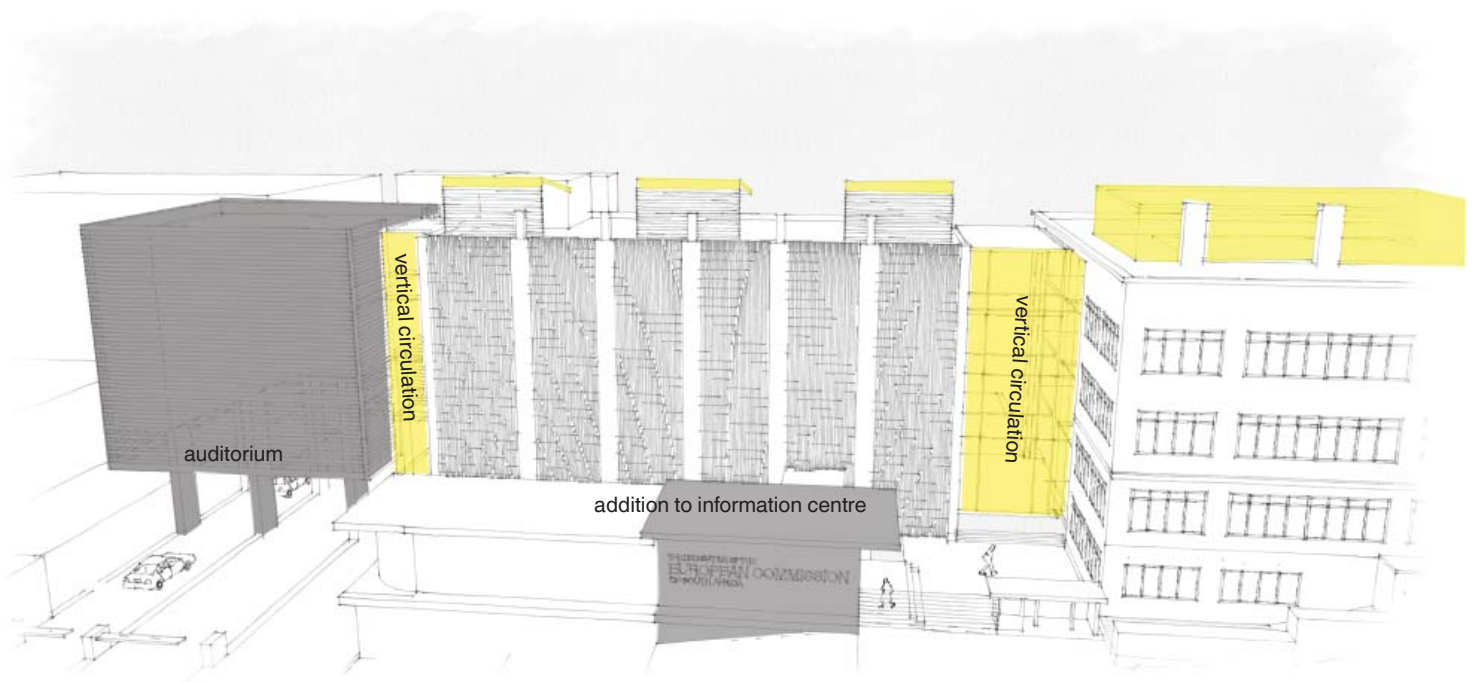 vertical circulation
vertical circulation
auditorium
addition to information centre
EUROPEAN COMMISSION